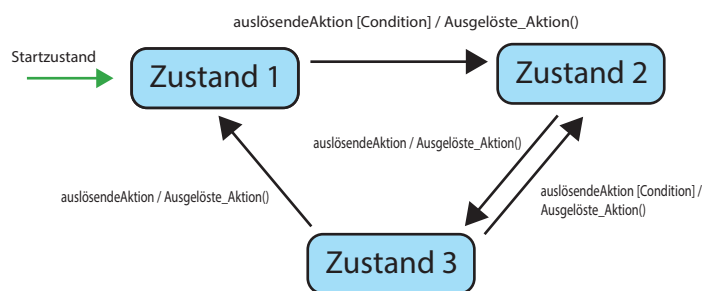 auslösendeAktion [Condition] / Ausgelöste_Aktion()
Startzustand
Zustand 1
Zustand 2
auslösendeAktion / Ausgelöste_Aktion()
auslösendeAktion / Ausgelöste_Aktion()
auslösendeAktion [Condition] /
Ausgelöste_Aktion()
Zustand 3